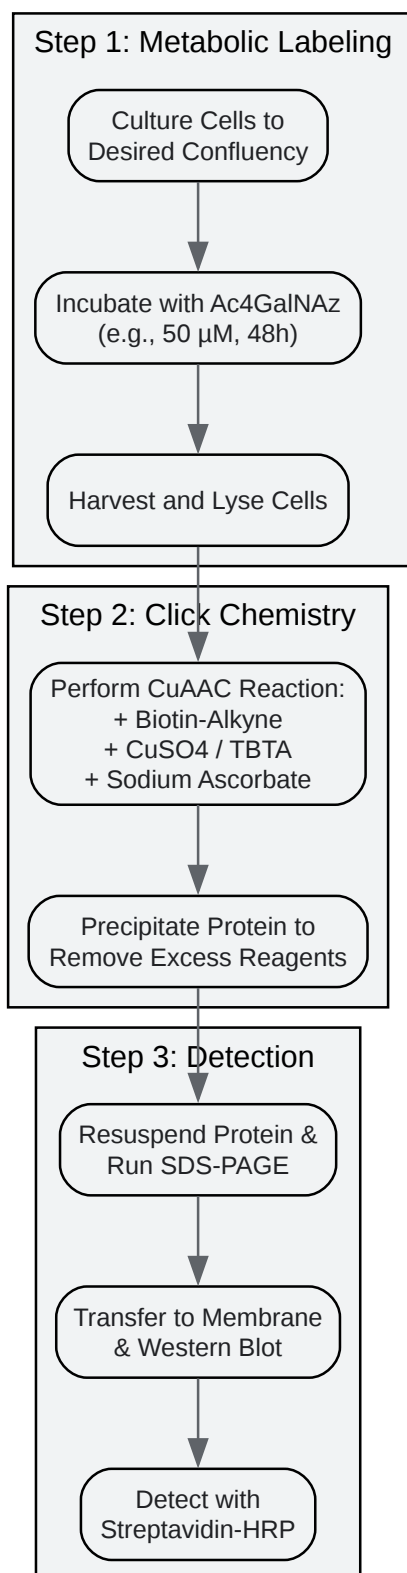 Step 1: Metabolic Labeling
Culture Cells to
Desired Confluency
Incubate with Ac4GalNAz
(e.g., 50 µM, 48h)
Harvest and Lyse Cells
Step 2: Click Chemistry
Perform CuAAC Reaction:
+ Biotin-Alkyne
+ CuSO4 / TBTA
+ Sodium Ascorbate
Precipitate Protein to
Remove Excess Reagents
Step 3: Detection
Resuspend Protein &
Run SDS-PAGE
Transfer to Membrane
& Western Blot
Detect with
Streptavidin-HRP